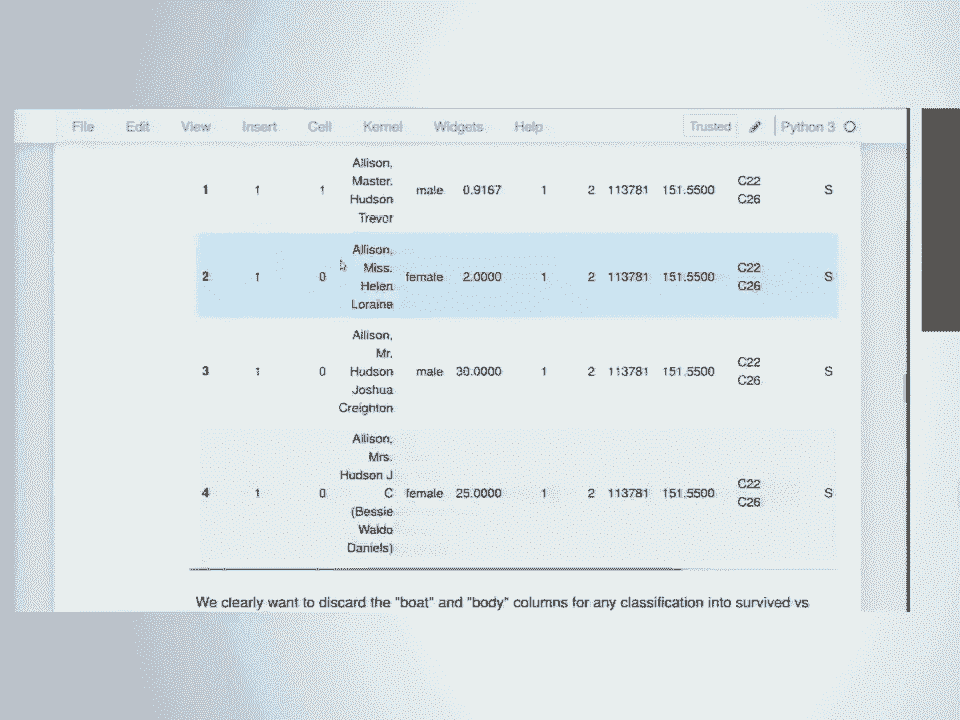 File Edit View Insert Cell Kernel Widgets Help Trusted Python 3
Allison,
Master.
1 1 1 Hudson male 0.9167 1 2 113781 151.5500 C22 C26 S
Trevor
Allison,
Miss.
2 1 0 Helen female 2.0000 1 2 113781 151.5500 C22 C26 S
Loraine
Allison,
Mr.
3 1 0 Hudson male 30.0000 1 2 113781 151.5500 C22 C26 S
Joshua
Creighton
Allison,
Mrs.
Hudson J
4 1 0 C female 25.0000 1 2 113781 151.5500 C22 C26 S
(Bessie
Waldo
Daniels)
We clearly want to discard the "boat" and "body" columns for any classification into survived vs